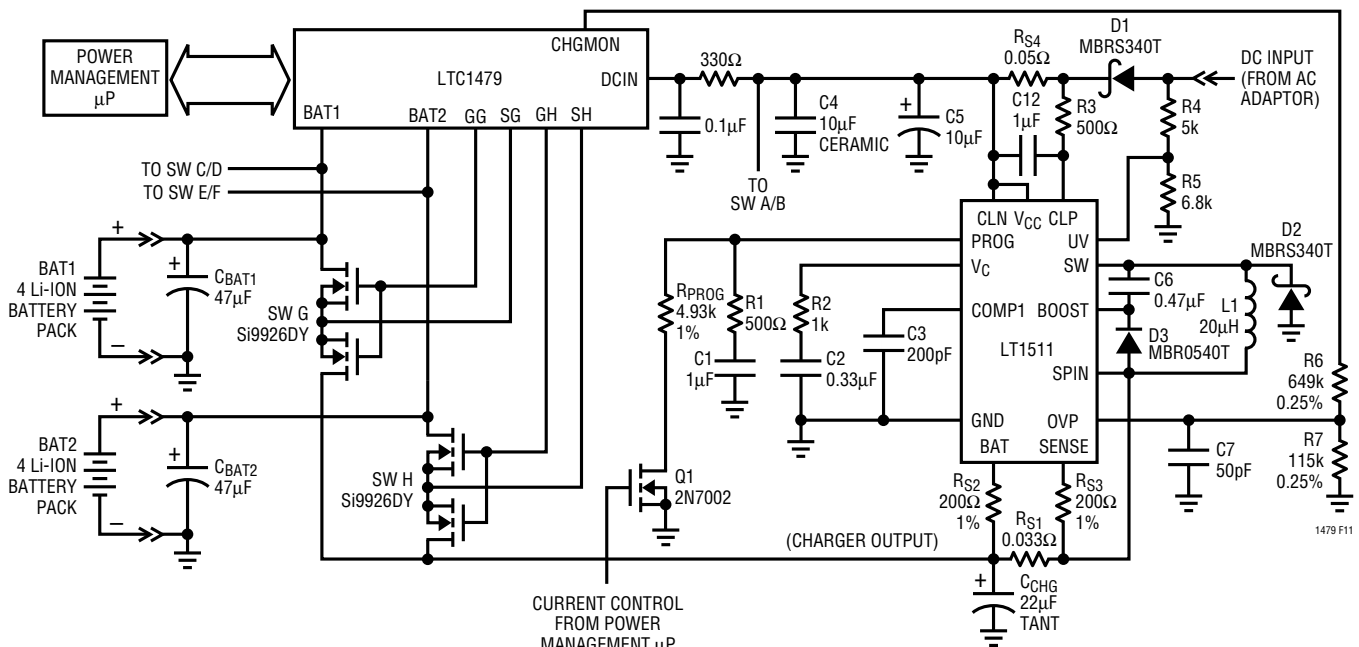 POWER
MANAGEMENT
µP
CHGMON
LTC1479
DCIN
BAT1
BAT2
GG
SG
GH
SH
330Ω
0.1µF
C4
10µF
CERAMIC
C5
10µF
RS4
0.05Ω
C12
1µF
R3
500Ω
D1
MBRS340T
DC INPUT
(FROM AC
ADAPTOR)
R4
5k
R5
6.8k
TO
SW A/B
TO SW C/D
TO SW E/F
BAT1
4 Li-ION
BATTERY
PACK
+
–
+
CBAT1
47µF
SW G
Si9926DY
BAT2
4 Li-ION
BATTERY
PACK
+
–
+
CBAT2
47µF
SW H
Si9926DY
RPROG
4.93k
1%
R1
500Ω
C1
1µF
R2
1k
C2
0.33µF
C3
200pF
Q1
2N7002
CLN VCC CLP
PROG
UV
VC
SW
COMP1
BOOST
LT1511
SPIN
GND
OVP
BAT
SENSE
C6
0.47µF
D3
MBR0540T
L1
20µH
D2
MBRS340T
R6
649k
0.25%
R7
115k
0.25%
C7
50pF
RS2
200Ω
1%
RS3
200Ω
1%
RS1
0.033Ω
(CHARGER OUTPUT)
+
CCHG
22µF
TANT
+
CURRENT CONTROL
FROM POWER
MANAGEMENT µP
1479 F11